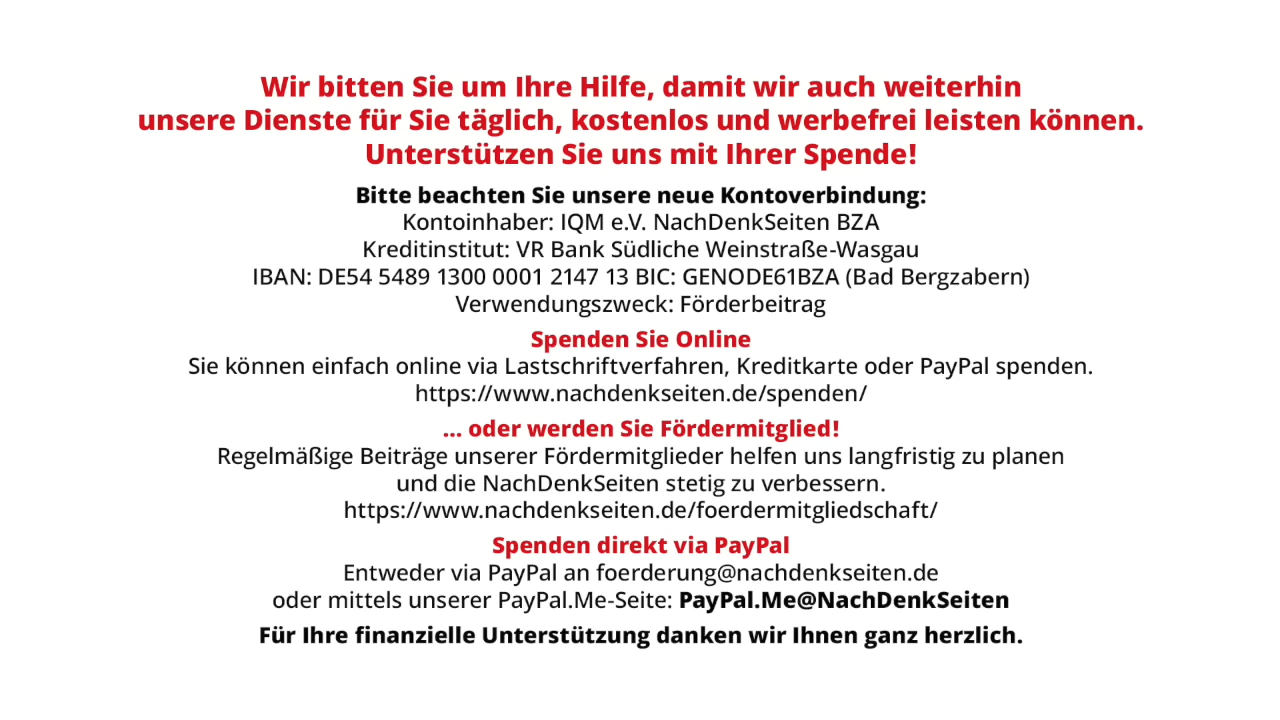 Wir bitten Sie um Ihre Hilfe, damit wir auch weiterhin
unsere Dienste für Sie täglich, kostenlos und werbefrei leisten können.
Unterstützen Sie uns mit Ihrer Spende!
Bitte beachten Sie unsere neue Kontoverbindung:
Kontoinhaber: IQM e.V. NachDenkSeiten BZA
Kreditinstitut: VR Bank Südliche Weinstraße-Wasgau
IBAN: DE54 5489 1300 0001 2147 13 BIC: GENODE61BZA (Bad Bergzabern)
Verwendungszweck: Förderbeitrag
Spenden Sie Online
Sie können einfach online via Lastschriftverfahren, Kreditkarte oder PayPal spenden.
https://www.nachdenkseiten.de/spenden/
... oder werden Sie Fördermitglied!
Regelmäßige Beiträge unserer Fördermitglieder helfen uns langfristig zu planen
und die NachDenkSeiten stetig zu verbessern.
https://www.nachdenkseiten.de/foerdermitgliedschaft/
Spenden direkt via PayPal
Entweder via PayPal an foerderung@nachdenkseiten.de
oder mittels unserer PayPal.Me-Seite: PayPal.Me@NachDenkSeiten
Für Ihre finanzielle Unterstützung danken wir Ihnen ganz herzlich.